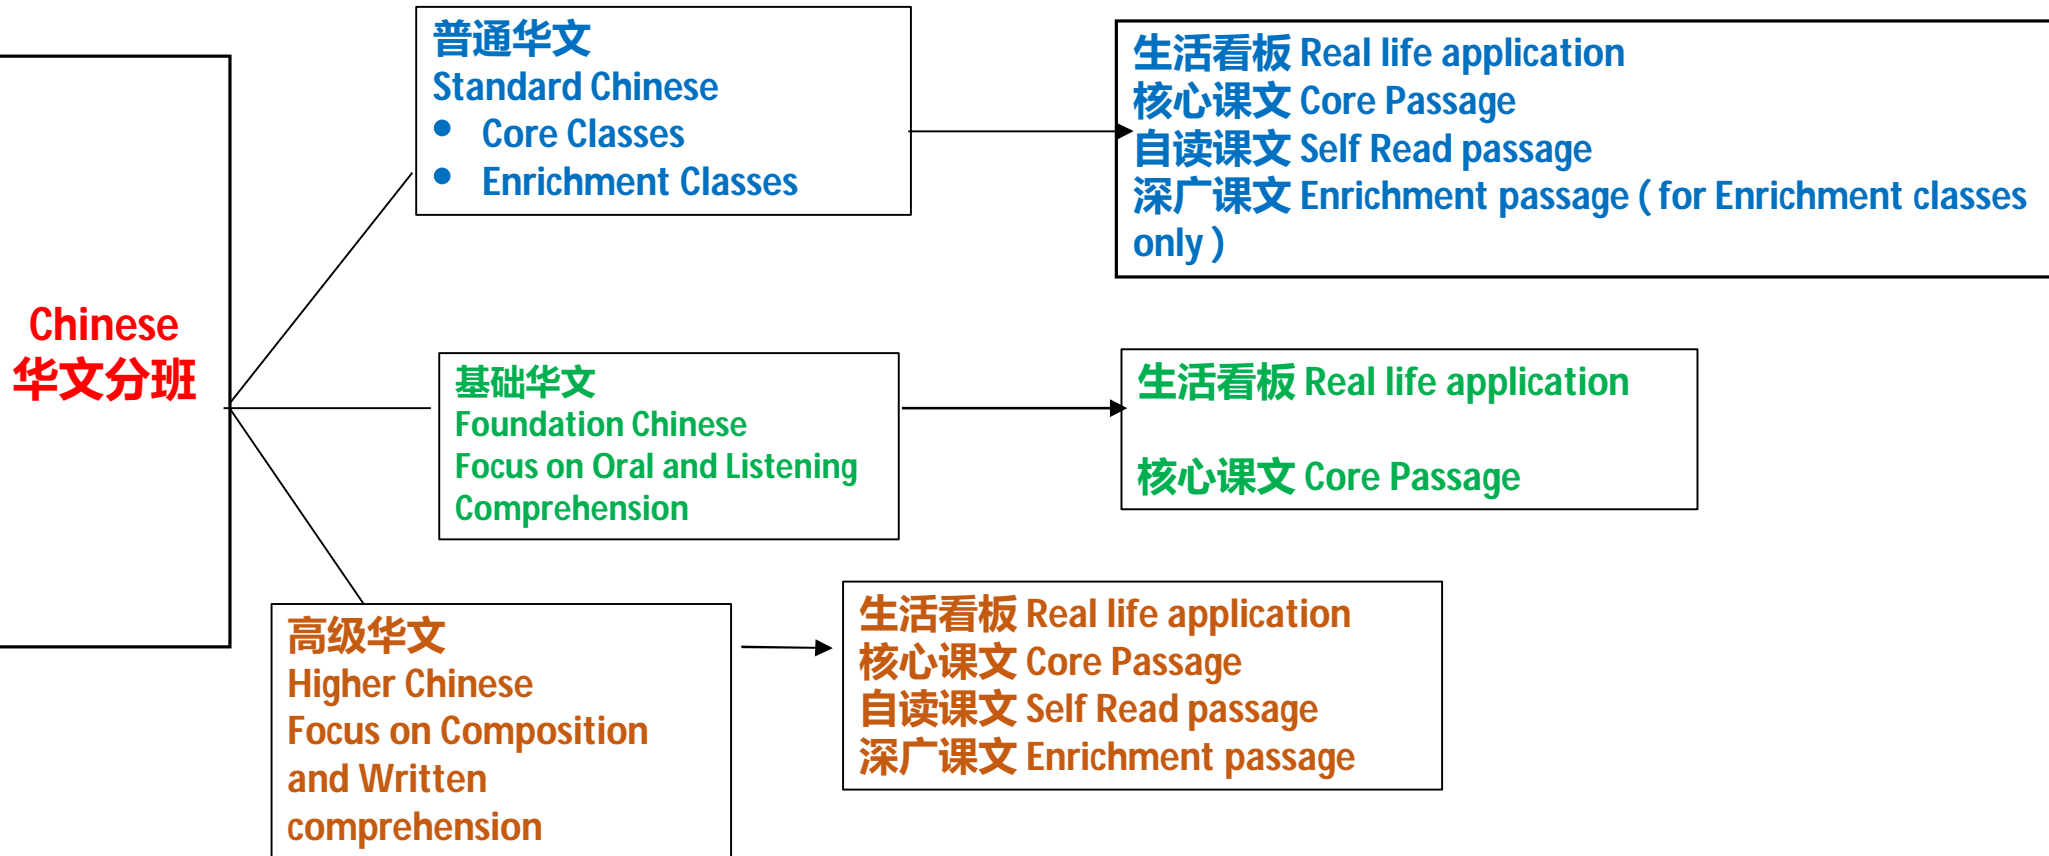 Chinese
华文分班
普通华文
Standard Chinese
• Core Classes
• Enrichment Classes
生活看板 Real life application
核心课文 Core Passage
自读课文 Self Read passage
深广课文 Enrichment passage ( for Enrichment classes
only )
基础华文
Foundation Chinese
Focus on Oral and Listening
Comprehension
生活看板 Real life application
核心课文 Core Passage
高级华文
Higher Chinese
Focus on Composition
and Written
comprehension
生活看板 Real life application
核心课文 Core Passage
自读课文 Self Read passage
深广课文 Enrichment passage